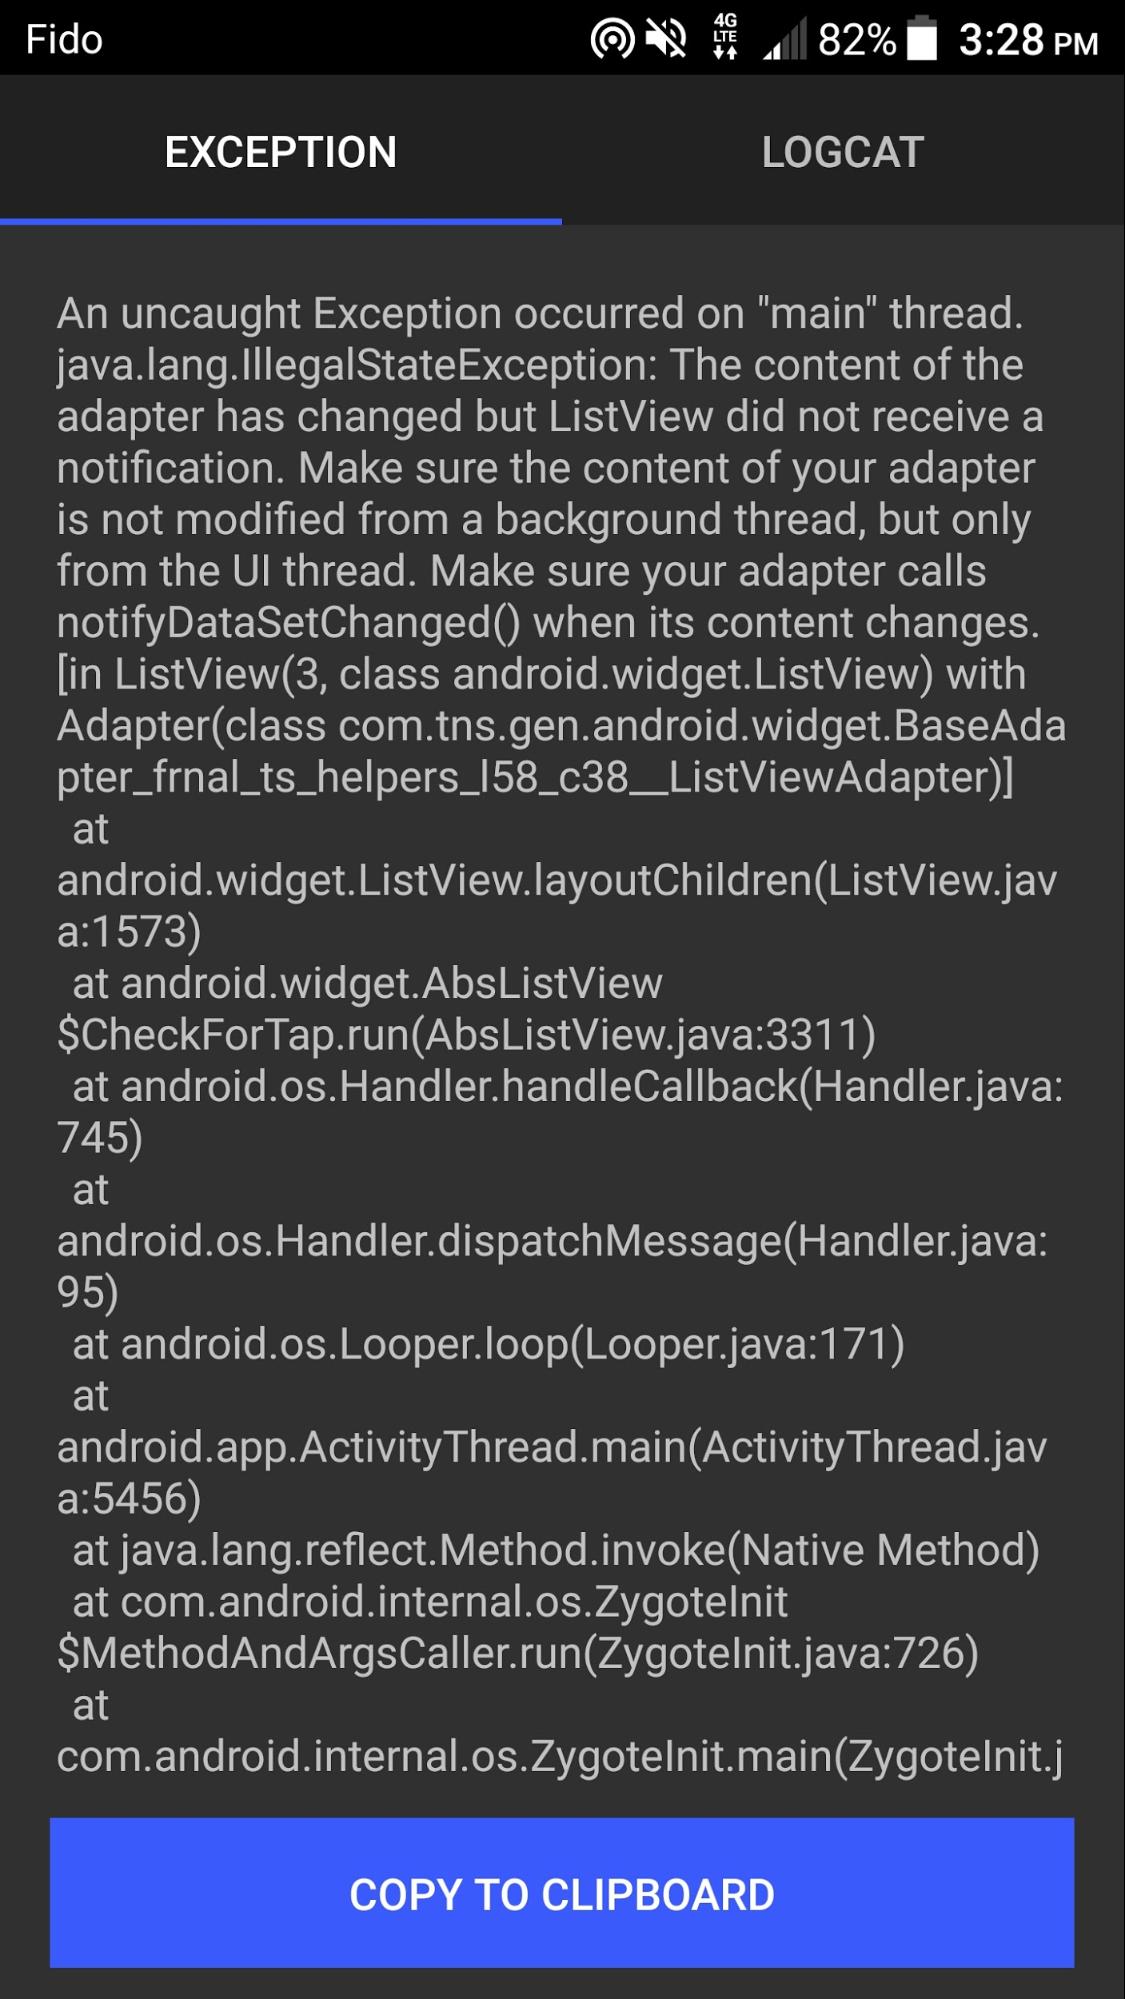 Fido 4G LTE 82% 3:28 PM
EXCEPTION LOGCAT
An uncaught Exception occurred on "main" thread.
java.lang.IllegalStateException: The content of the
adapter has changed but ListView did not receive a
notification. Make sure the content of your adapter
is not modified from a background thread, but only
from the UI thread. Make sure your adapter calls
notifyDataSetChanged() when its content changes.
[in ListView(3, class android.widget.ListView) with
Adapter(class com.tns.gen.android.widget.BaseAda
pter_frnal_ts_helpers_l58_c38__ListViewAdapter)]
at
android.widget.ListView.layoutChildren(ListView.jav
a:1573)
at android.widget.AbsListView
$CheckForTap.run(AbsListView.java:3311)
at android.os.Handler.handleCallback(Handler.java:
745)
at
android.os.Handler.dispatchMessage(Handler.java:
95)
at android.os.Looper.loop(Looper.java:171)
at
android.app.ActivityThread.main(ActivityThread.jav
a:5456)
at java.lang.reflect.Method.invoke(Native Method)
at com.android.internal.os.ZygoteInit
$MethodAndArgsCaller.run(ZygoteInit.java:726)
at
com.android.internal.os.ZygoteInit.main(ZygoteInit.j
COPY TO CLIPBOARD